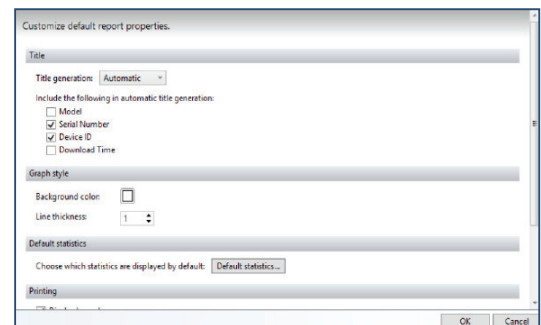 Customize default report properties.
Title
Title generation: Automatic
Include the following in automatic title generation:
Model
Serial Number
Device ID
Download Time
Graph style
Background color:
Line thickness: 1
Default statistics
Choose which statistics are displayed by default: Default statistics...
Printing
OK Cancel